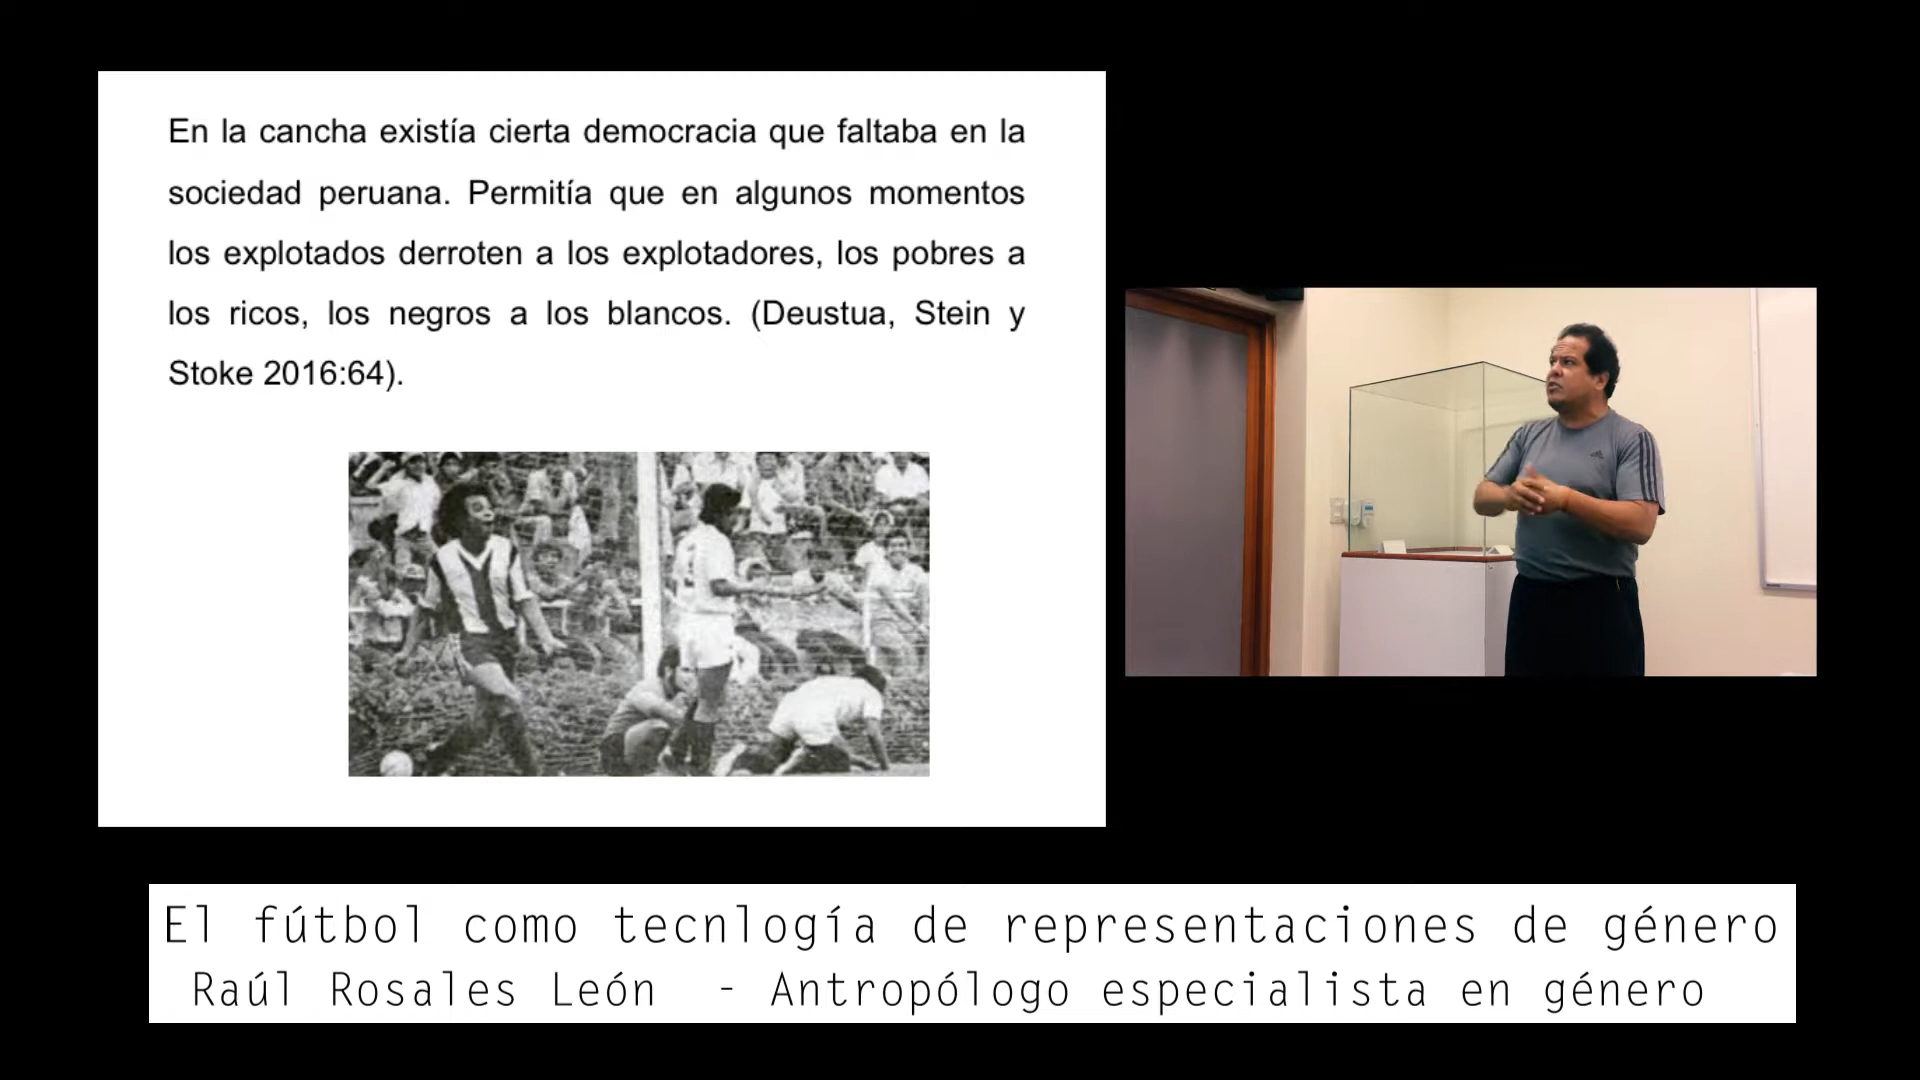 En la cancha existía cierta democracia que faltaba en la
sociedad peruana. Permitía que en algunos momentos
los explotados derroten a los explotadores, los pobres a
los ricos, los negros a los blancos. (Deustua, Stein y
Stoke 2016:64).
El fútbol como tecnlogía de representaciones de género
Raúl Rosales León - Antropólogo especialista en género